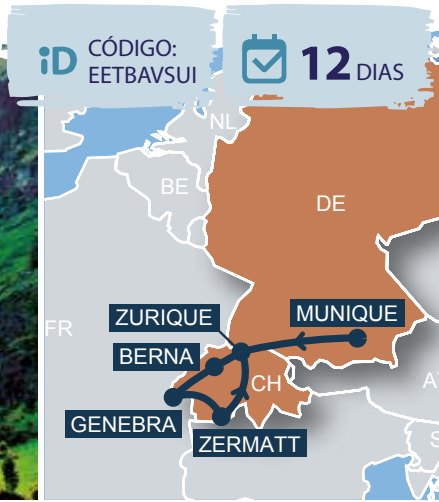 iD CÓDIGO:
EETBAVSUI
12 DIAS
NL
BE
DE
FR
ZURIQUE
MUNIQUE
BERNA
CH
GENEBRA
ZERMATT